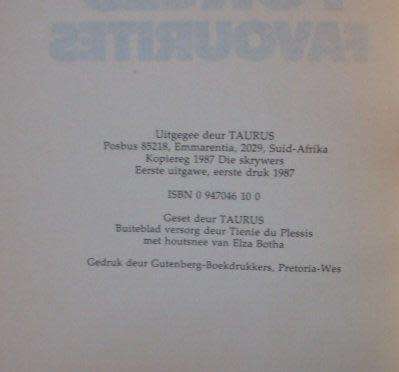 Uitgegee deur TAURUS
Posbus 85218, Emmarentia, 2029, Suid-Afrika
Kopiereg 1987 Die skrywers
Eerste uitgawe, eerste druk 1987
ISBN 0 947046 10 0
Geset deur TAURUS
Buiteblad versorg deur Tienie du Plessis
met houtsnee van Elza Botha
Gedruk deur Gutenberg-Boekdrukkers, Pretoria-Wes